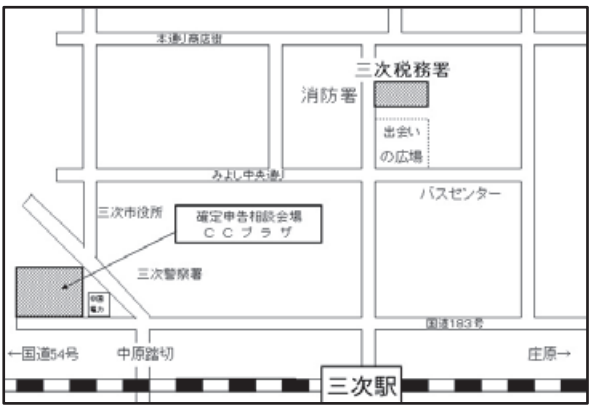 本通り商店街
三次税務署
消防署
出会い
の広場
みよし中央通り
バスセンター
三次市役所
確定申告相談会場
CCプラザ
三次警察署
中国
電力
国道183号
←国道54号
中原踏切
庄原→
三次駅